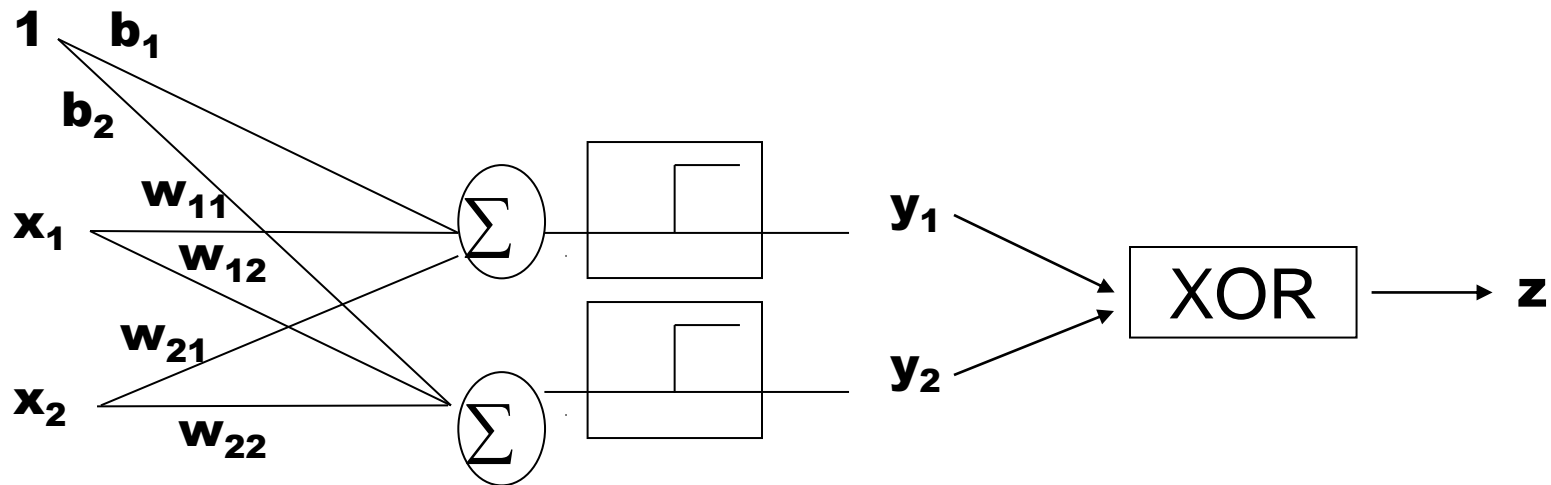 1 b₁
b₂
w₁₁
x₁
w₁₂
Σ
y₁
XOR
z
w₂₁
x₂
w₂₂
Σ
y₂